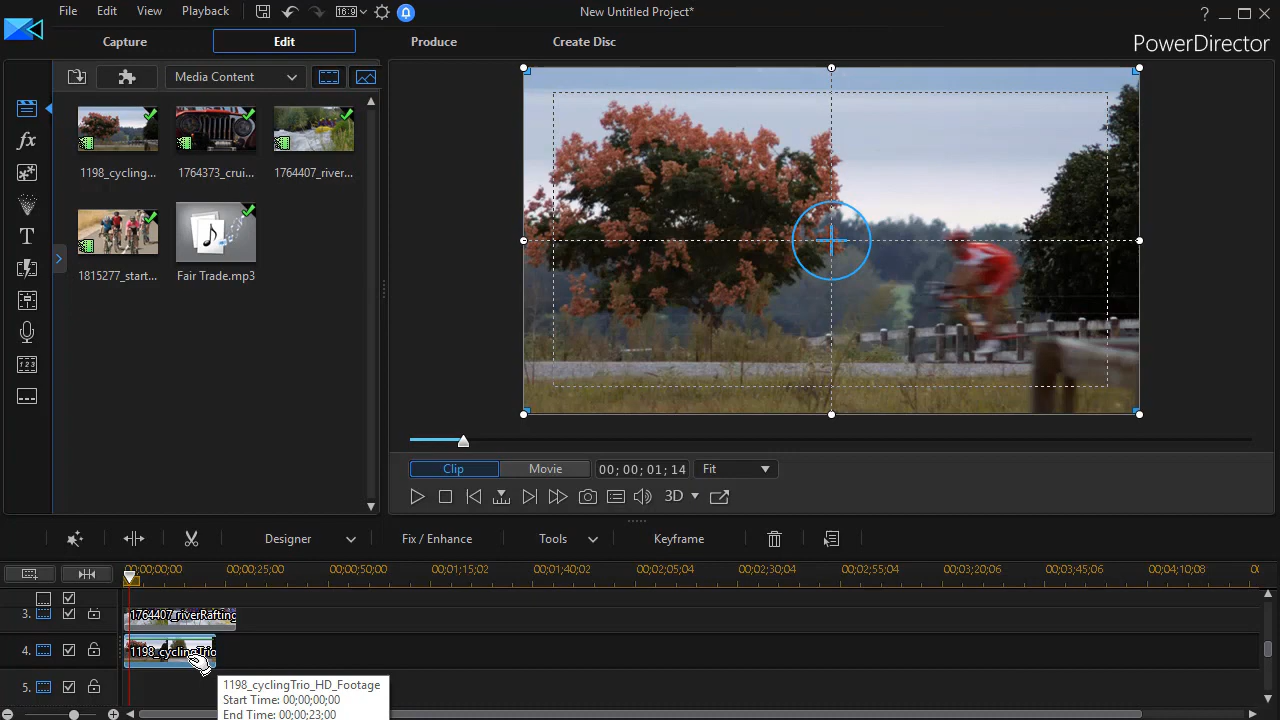 File Edit View Playback 16:9 New Untitled Project* ?
Capture Edit Produce Create Disc PowerDirector
Media Content
1198_cycling... 1764373_crui... 1764407_river...
1815277_start... Fair Trade.mp3
Clip Movie 00; 00; 01; 14 Fit
3D
Designer Fix / Enhance Tools Keyframe
00;00;00;00 00;00;25;00 00;00;50;00 00;01;15;02 00;01;40;02 00;02;05;04 00;02;30;04 00;02;55;04 00;03;20;06 00;03;45;06 00;04;10;08
3. 1764407_riverRafting
4. 1198_cyclingTrio
5.
1198_cyclingTrio_HD_Footage
Start Time: 00;00;00;00
End Time: 00;00;23;00